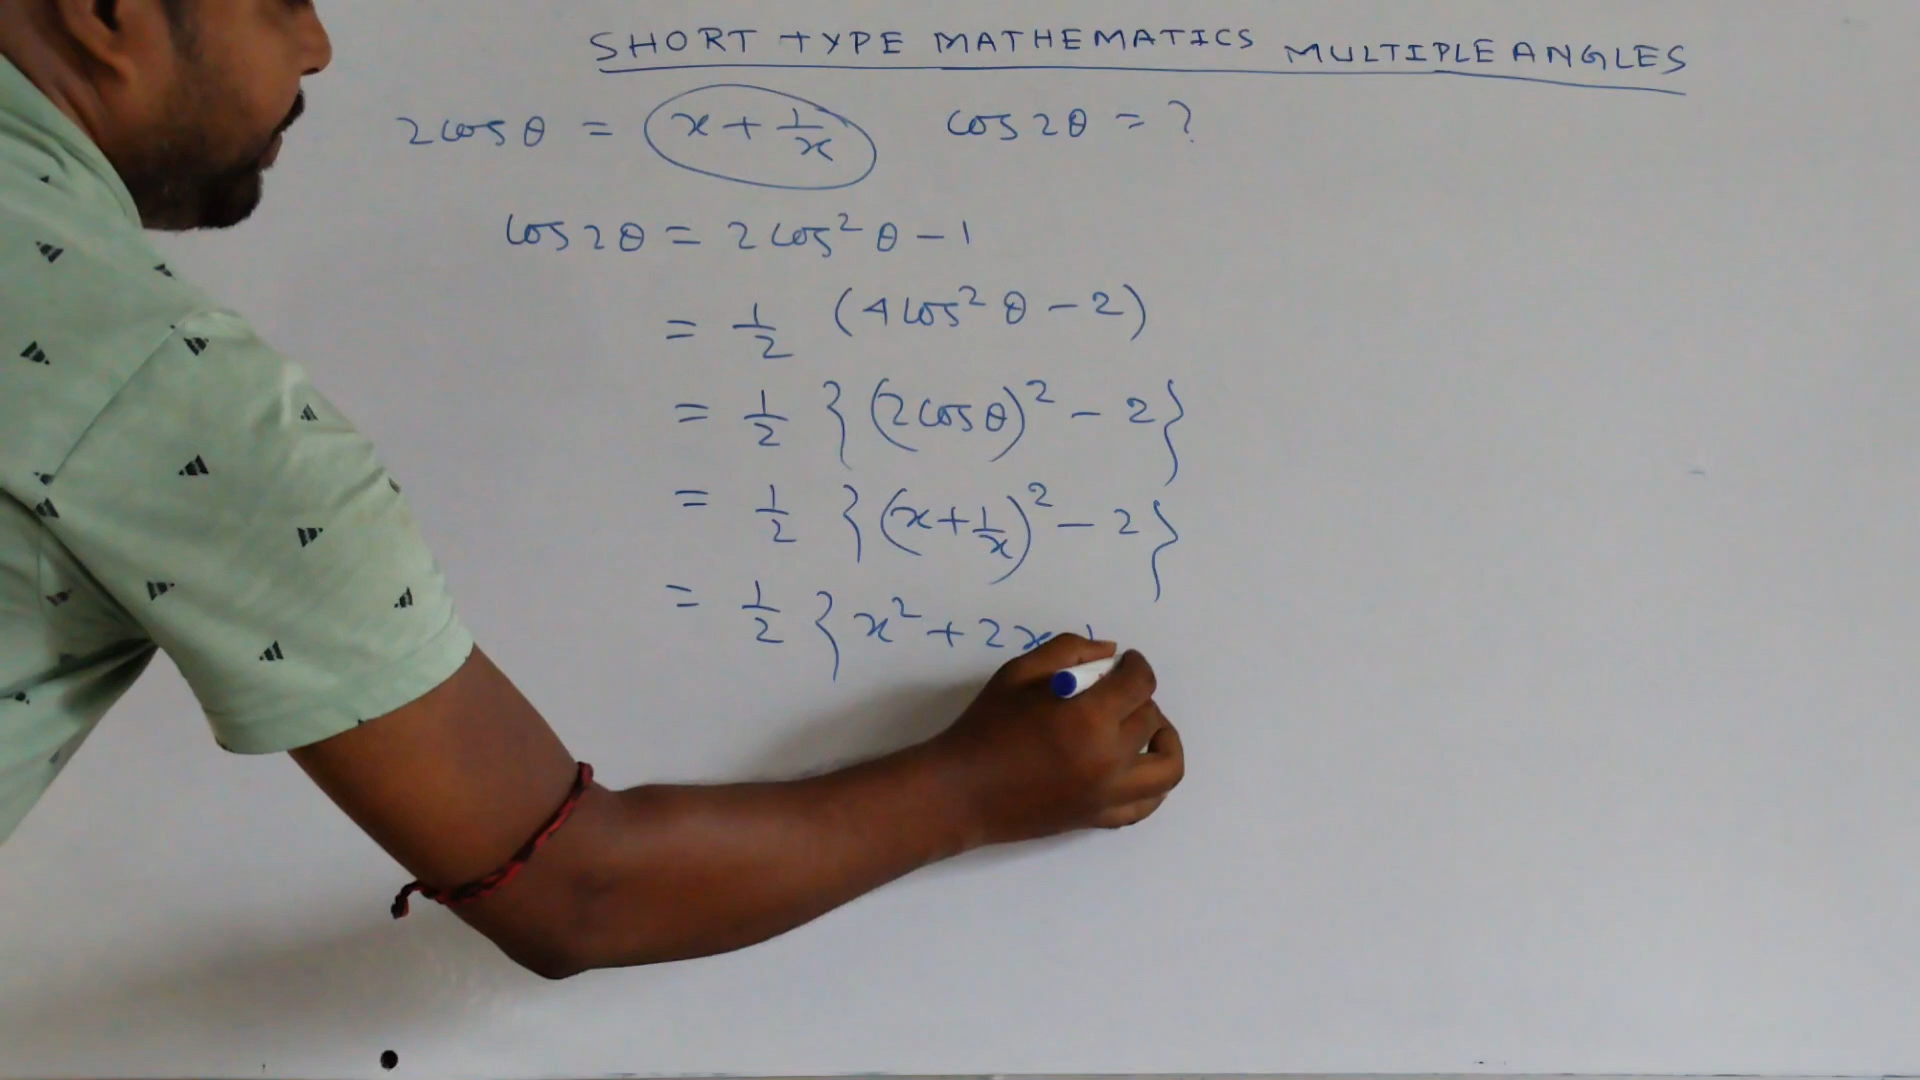 SHORT TYPE MATHEMATICS MULTIPLE ANGLES
2cosθ = x + 1/x cos2θ = ?
cos2θ = 2cos²θ - 1
= 1/2 (4cos²θ - 2)
= 1/2 {(2cosθ)² - 2}
= 1/2 {(x + 1/x)² - 2}
= 1/2 {x² + 2x